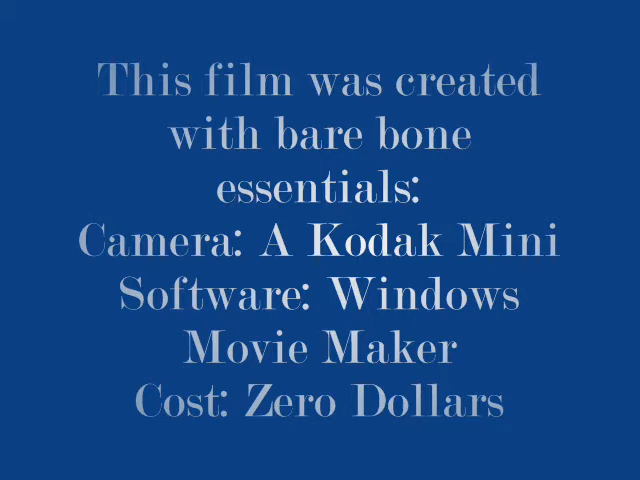 This film was created
with bare bone
essentials:
Camera: A Kodak Mini
Software: Windows
Movie Maker
Cost: Zero Dollars